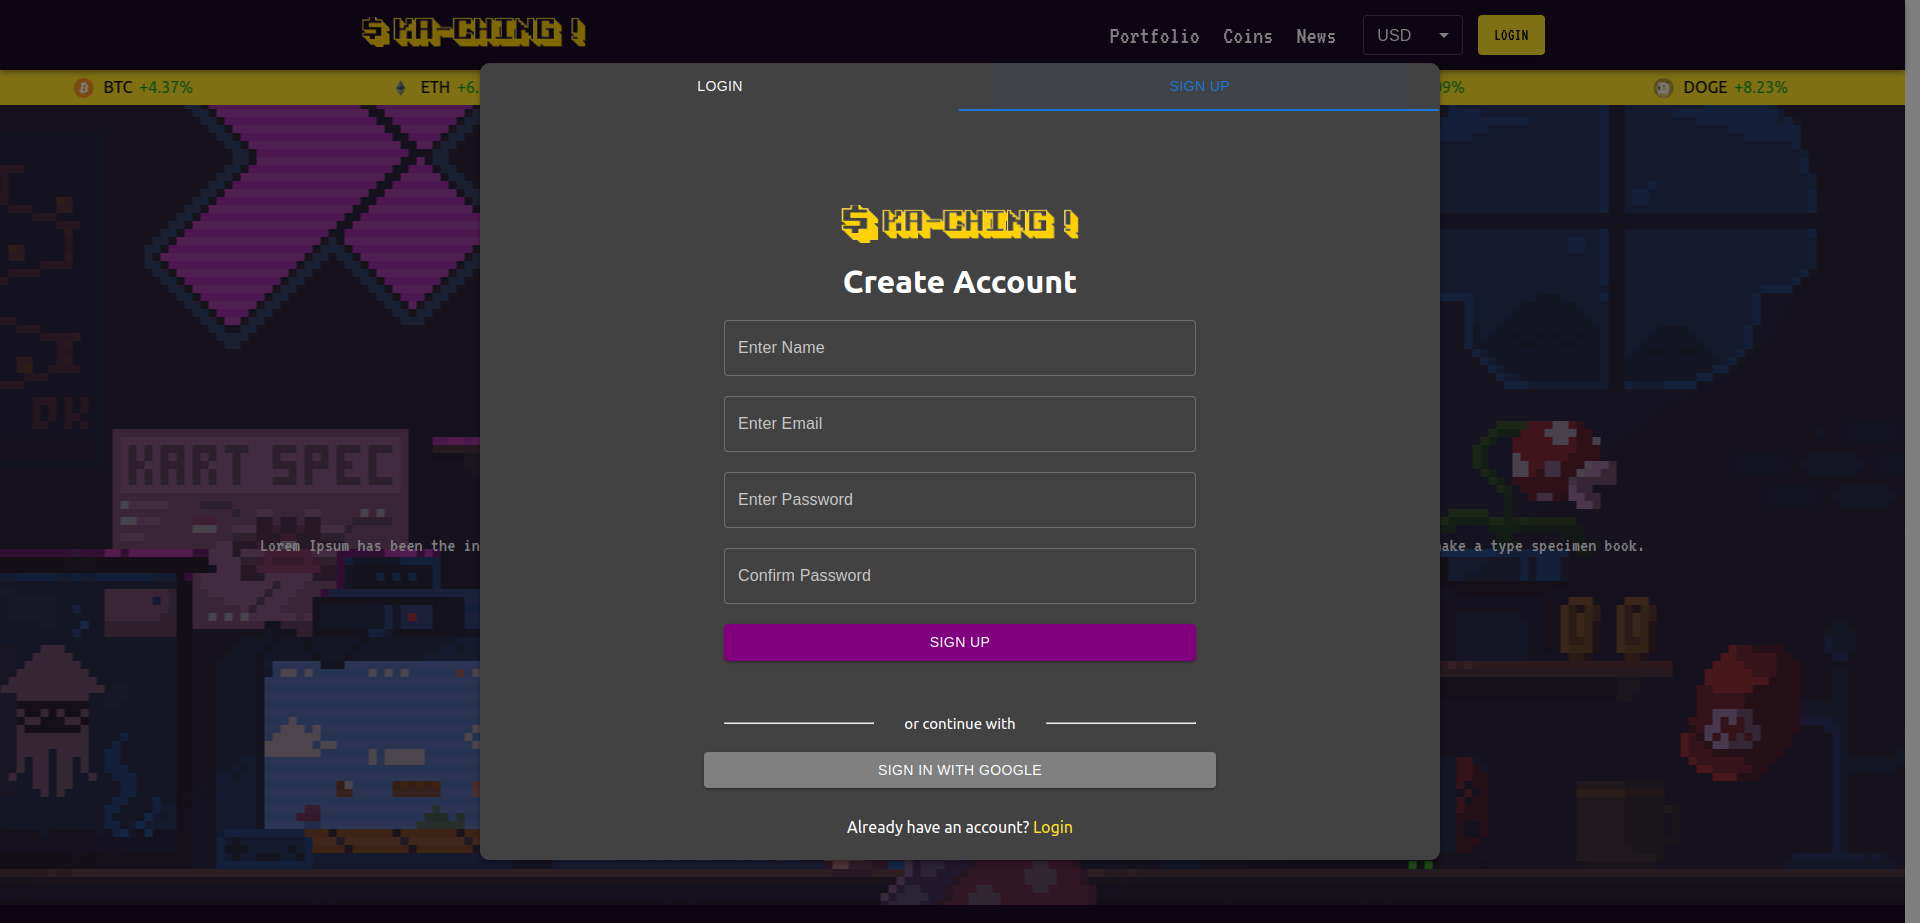 $ KA-CHING !
Portfolio Coins News USD LOGIN
BTC +4.37% ETH +6. 9% DOGE +8.23%
LOGIN SIGN UP
$ KA-CHING !
Create Account
Enter Name
Enter Email
DK
KART SPEC
Enter Password
Lorem Ipsum has been the in
ake a type specimen book.
Confirm Password
SIGN UP
or continue with
SIGN IN WITH GOOGLE
Already have an account? Login